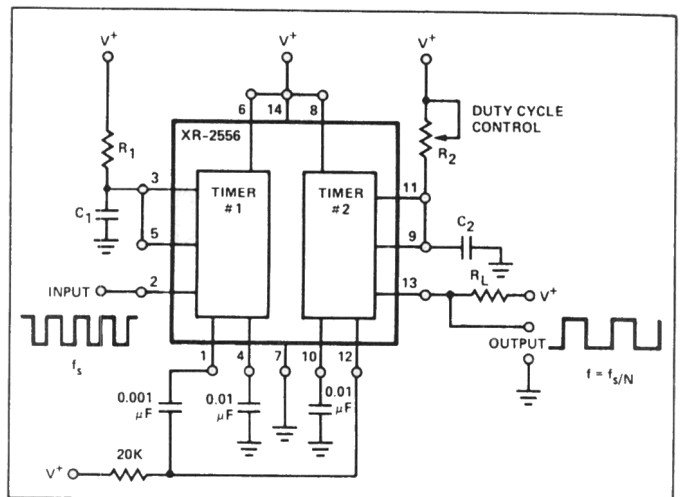 V+ V+ V+
6 14 8
DUTY CYCLE
CONTROL
XR-2556
R1
R2
3
TIMER
#1
TIMER
#2
11
C1
5
9
C2
INPUT
2
13
RL
V+
OUTPUT
fs
f = fs/N
1 4 7 10 12
0.001
µF
0.01
µF
0.01
µF
20K
V+